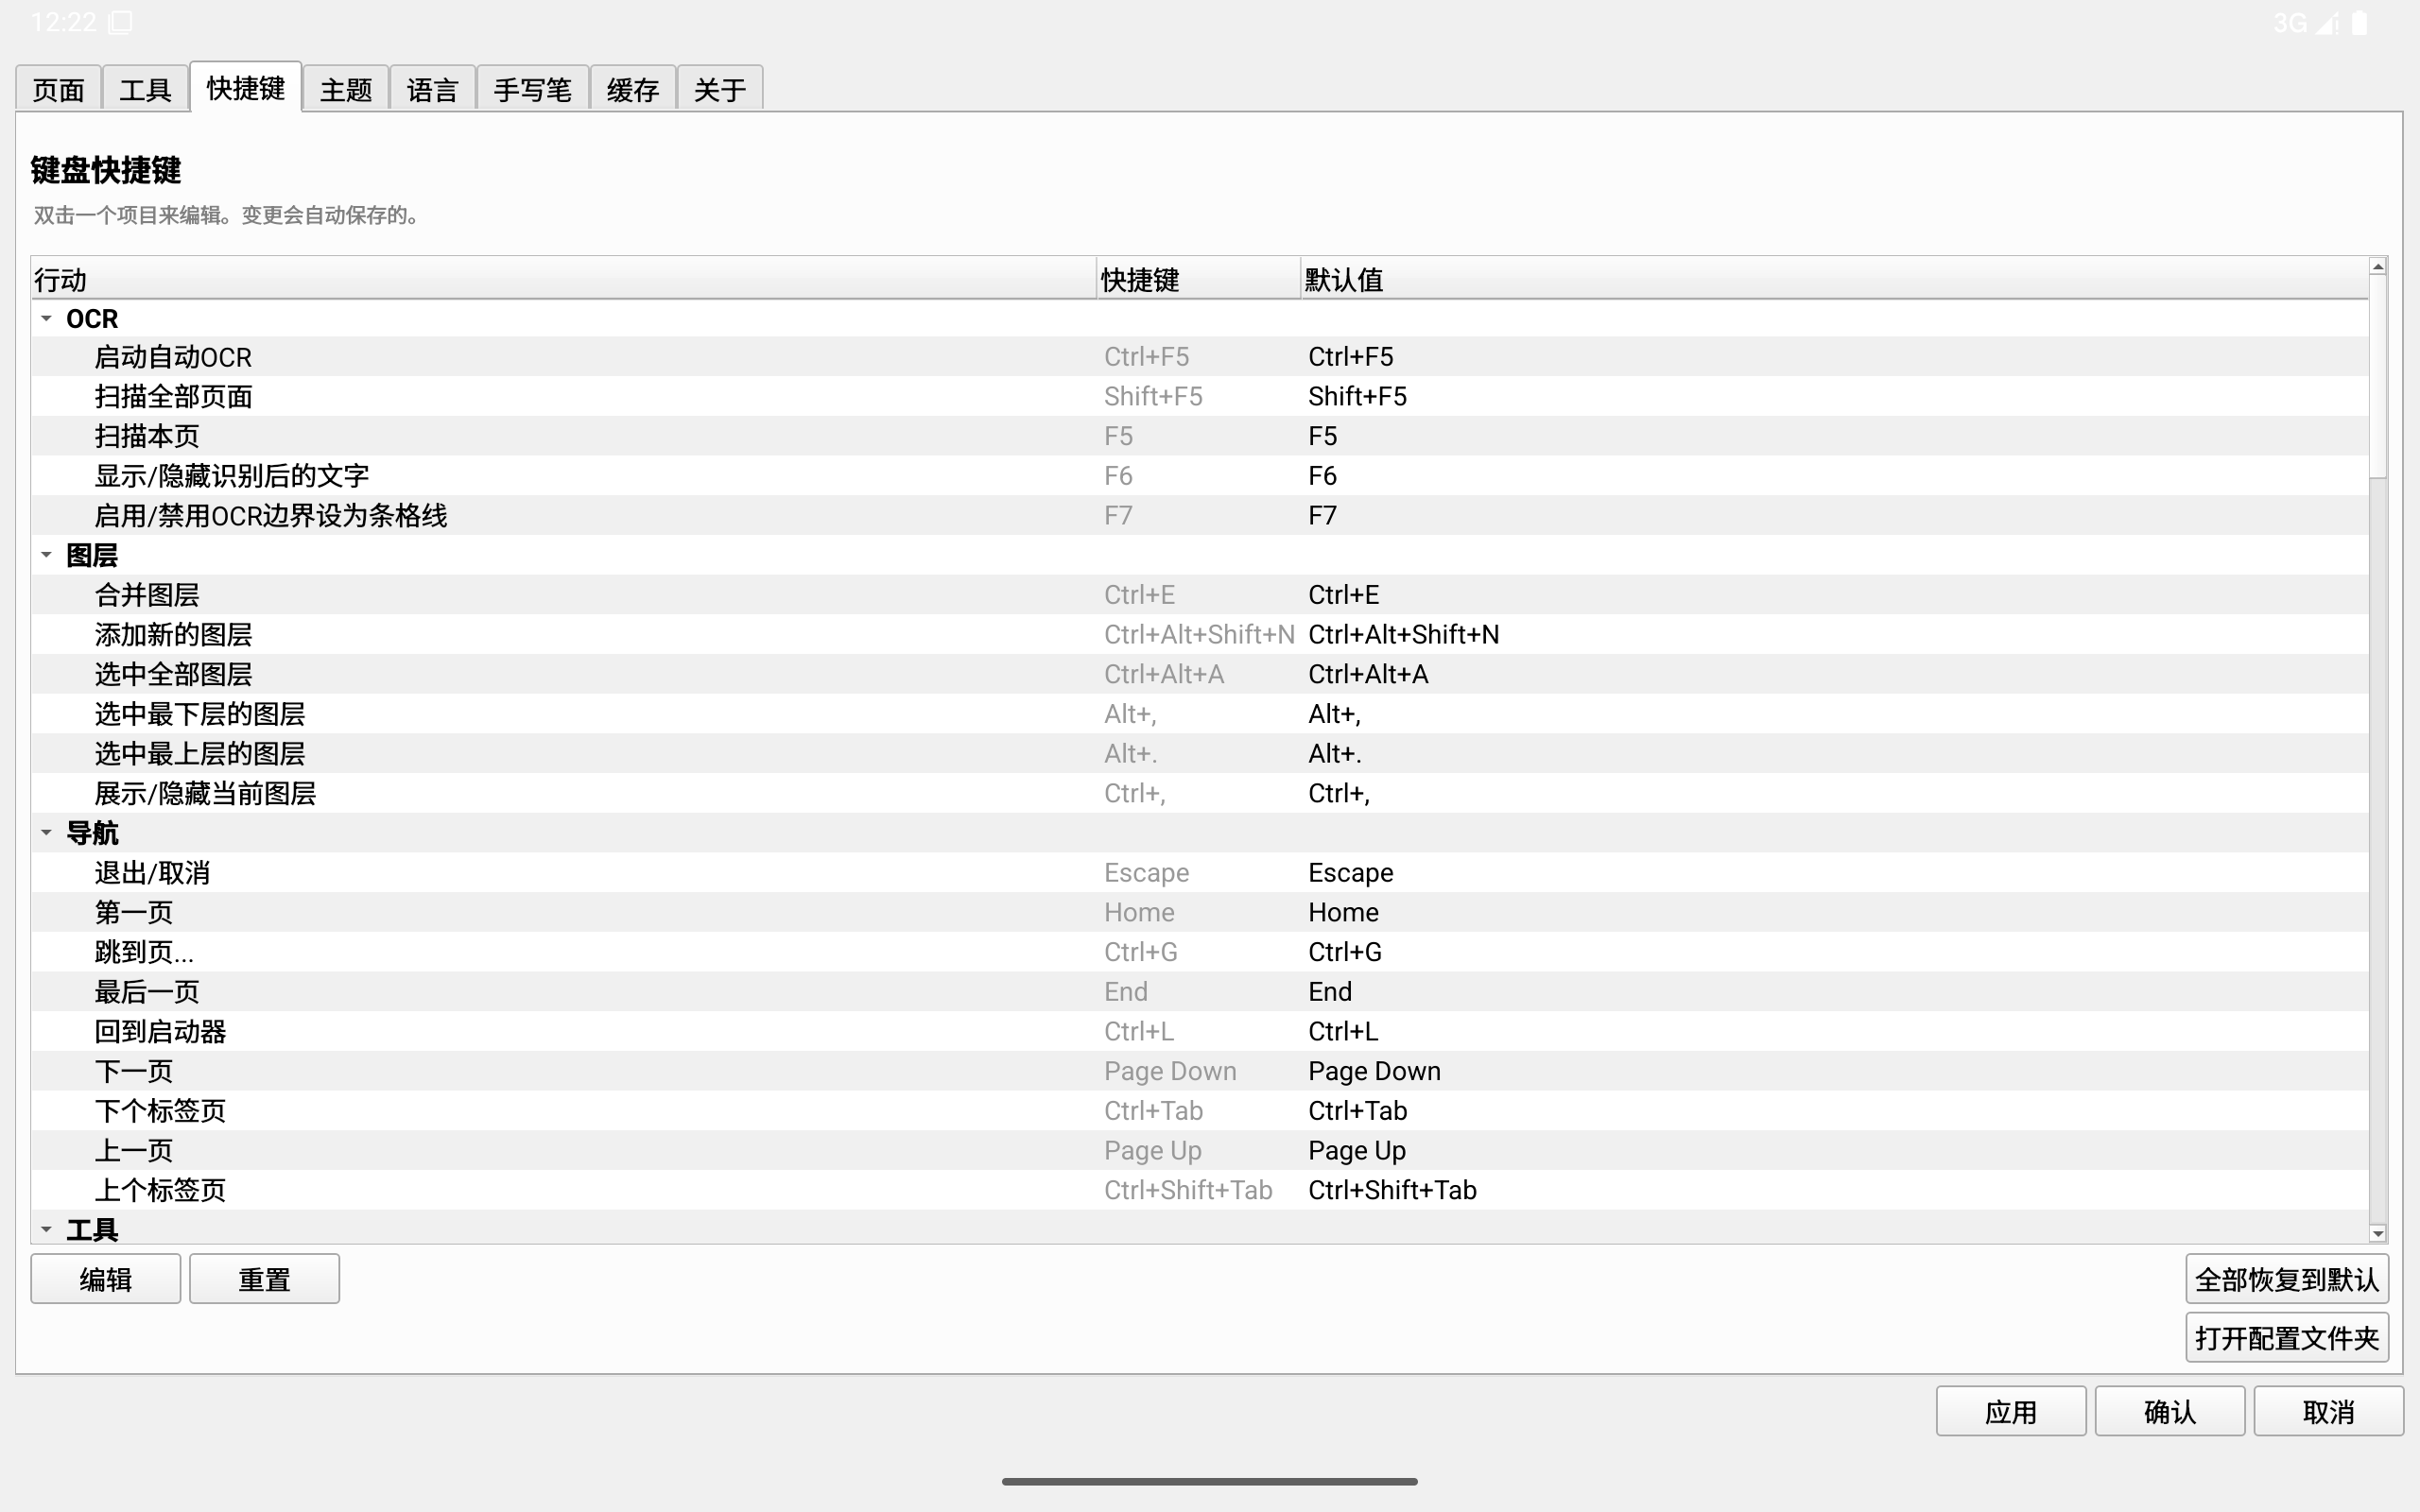 12:22 3G
页面 工具 快捷键 主题 语言 手写笔 缓存 关于
键盘快捷键
双击一个项目来编辑。变更会自动保存的。
行动 快捷键 默认值
OCR
启动自动OCR Ctrl+F5 Ctrl+F5
扫描全部页面 Shift+F5 Shift+F5
扫描本页 F5 F5
显示/隐藏识别后的文字 F6 F6
启用/禁用OCR边界设为条格线 F7 F7
图层
合并图层 Ctrl+E Ctrl+E
添加新的图层 Ctrl+Alt+Shift+N Ctrl+Alt+Shift+N
选中全部图层 Ctrl+Alt+A Ctrl+Alt+A
选中最下层的图层 Alt+, Alt+,
选中最上层的图层 Alt+. Alt+.
展示/隐藏当前图层 Ctrl+, Ctrl+,
导航
退出/取消 Escape Escape
第一页 Home Home
跳到页... Ctrl+G Ctrl+G
最后一页 End End
回到启动器 Ctrl+L Ctrl+L
下一页 Page Down Page Down
下个标签页 Ctrl+Tab Ctrl+Tab
上一页 Page Up Page Up
上个标签页 Ctrl+Shift+Tab Ctrl+Shift+Tab
工具
编辑 重置 全部恢复到默认
打开配置文件夹
应用 确认 取消